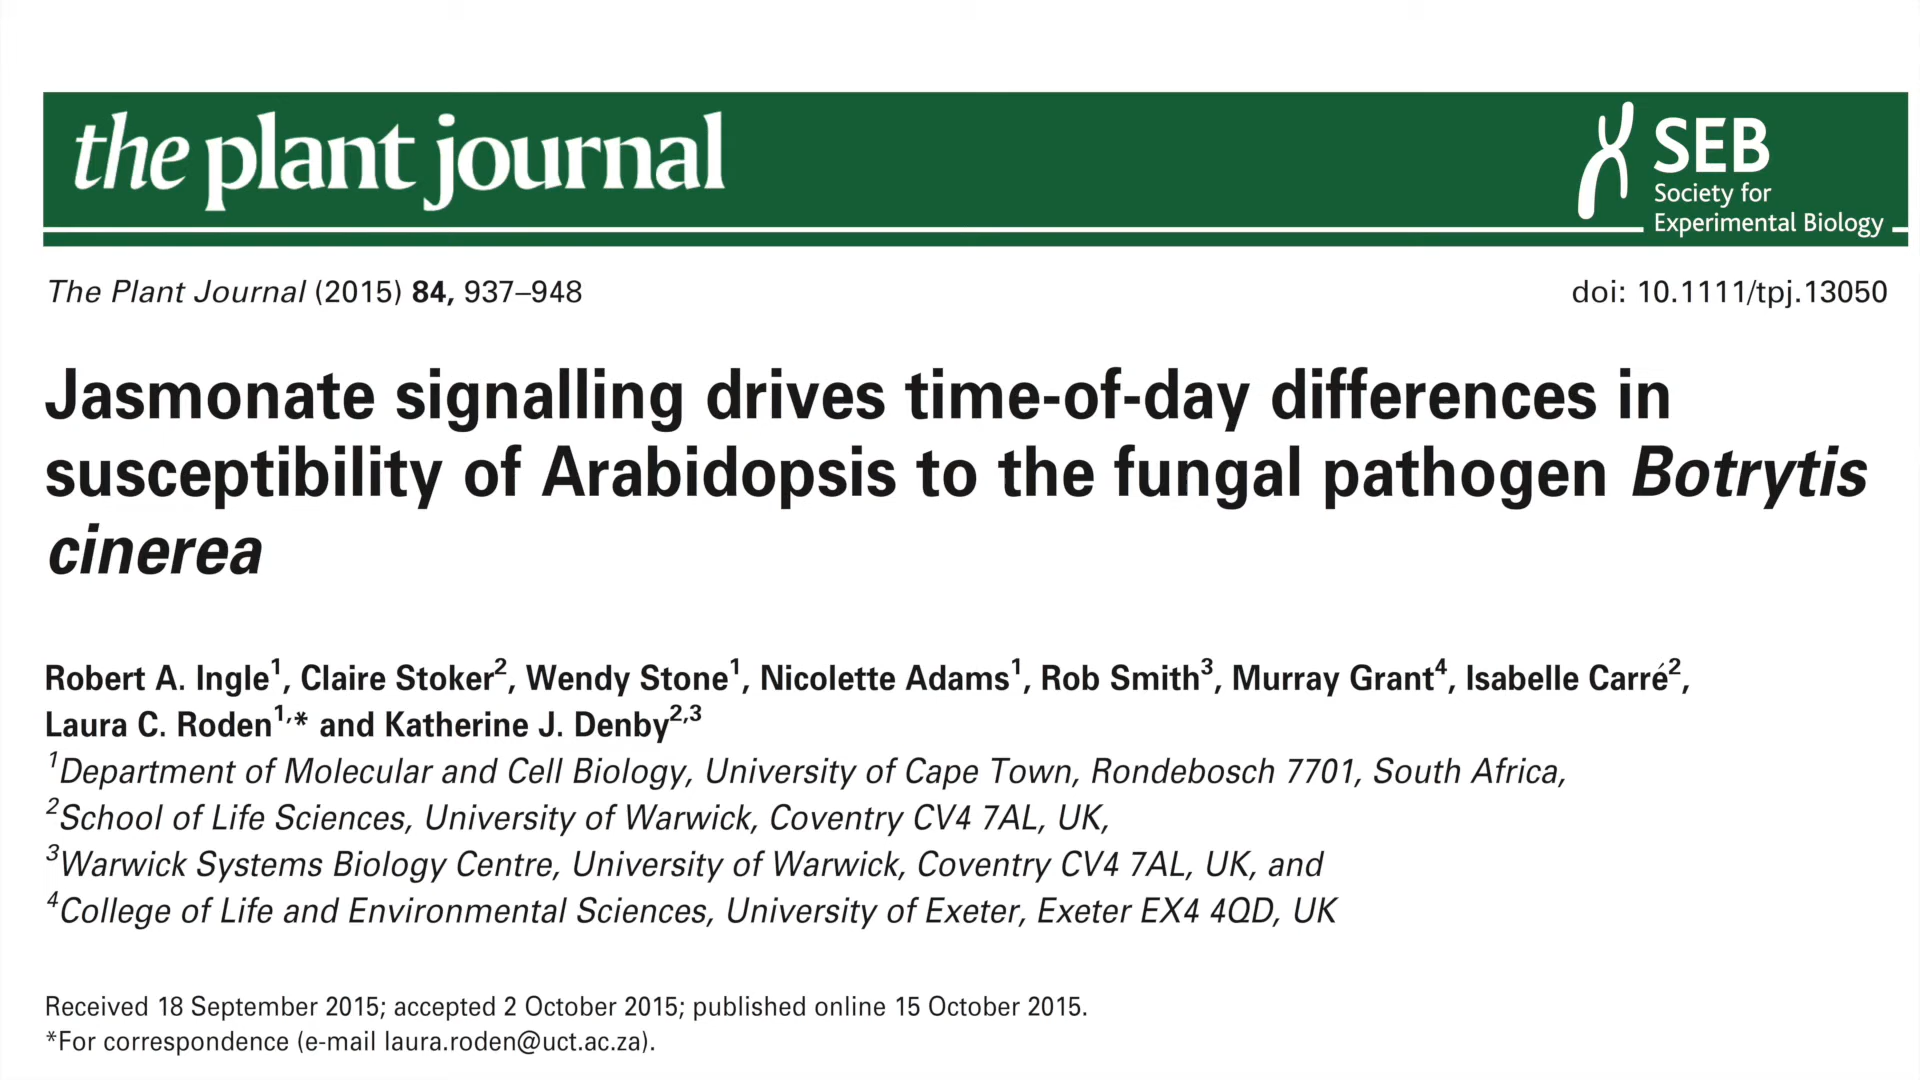 the plant journal
SEB
Society for
Experimental Biology
The Plant Journal (2015) 84, 937–948
doi: 10.1111/tpj.13050
Jasmonate signalling drives time-of-day differences in
susceptibility of Arabidopsis to the fungal pathogen Botrytis
cinerea
Robert A. Ingle1, Claire Stoker2, Wendy Stone1, Nicolette Adams1, Rob Smith3, Murray Grant4, Isabelle Carré2,
Laura C. Roden1,* and Katherine J. Denby2,3
1Department of Molecular and Cell Biology, University of Cape Town, Rondebosch 7701, South Africa,
2School of Life Sciences, University of Warwick, Coventry CV4 7AL, UK,
3Warwick Systems Biology Centre, University of Warwick, Coventry CV4 7AL, UK, and
4College of Life and Environmental Sciences, University of Exeter, Exeter EX4 4QD, UK
Received 18 September 2015; accepted 2 October 2015; published online 15 October 2015.
*For correspondence (e-mail laura.roden@uct.ac.za).